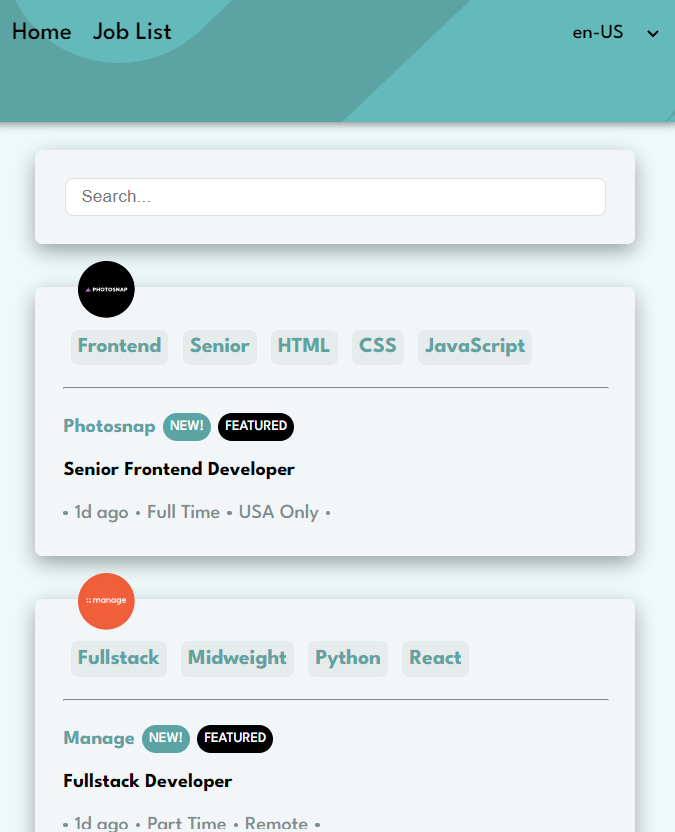 Home Job List en-US
Search...
PHOTOSNAP
Frontend Senior HTML CSS JavaScript
Photosnap NEW! FEATURED
Senior Frontend Developer
• 1d ago • Full Time • USA Only •
manage
Fullstack Midweight Python React
Manage NEW! FEATURED
Fullstack Developer
• 1d ago • Part Time • Remote •